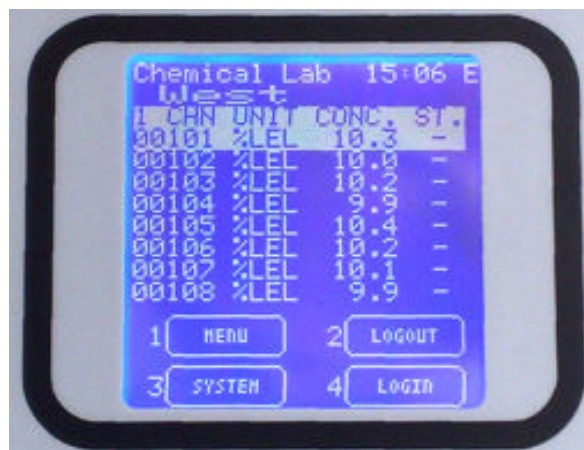 Chemical Lab 15:06 E
West
1 CHN UNIT CONC. ST.
00101 %LEL 10.3 -
00102 %LEL 10.0 -
00103 %LEL 10.2 -
00104 %LEL 9.9 -
00105 %LEL 10.4 -
00106 %LEL 10.2 -
00107 %LEL 10.1 -
00108 %LEL 9.9 -
1 MENU 2 LOGOUT
3 SYSTEM 4 LOGIN